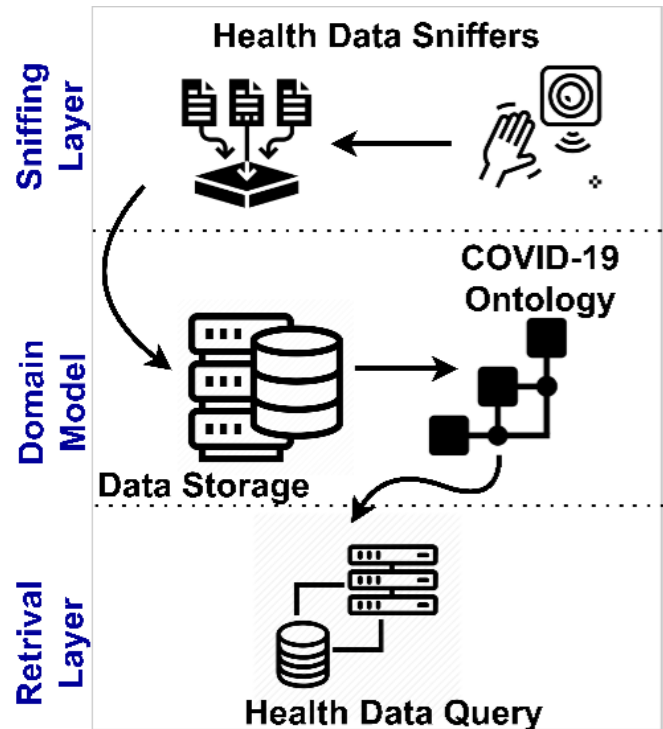 Health Data Sniffers
Sniffing
Layer
COVID-19
Ontology
Domain
Model
Data Storage
Retrival
Layer
Health Data Query